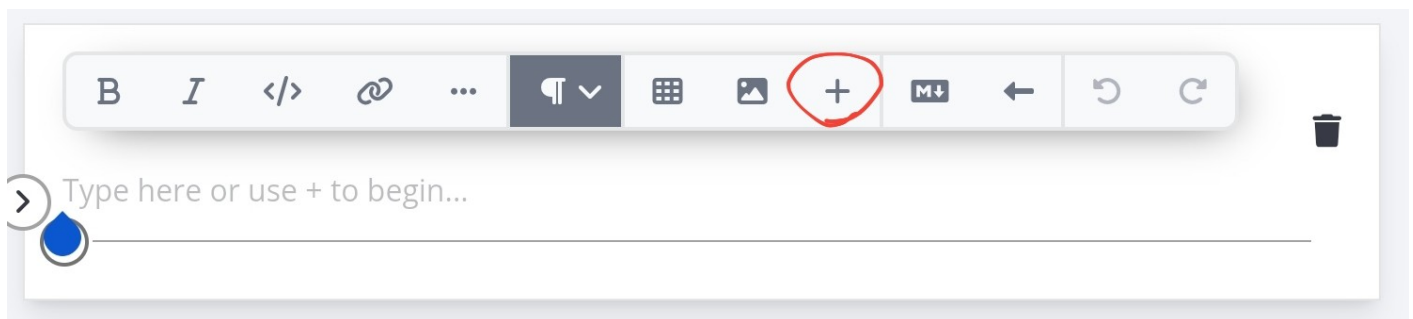 B I </> ... ¶ + M↓
Type here or use + to begin...